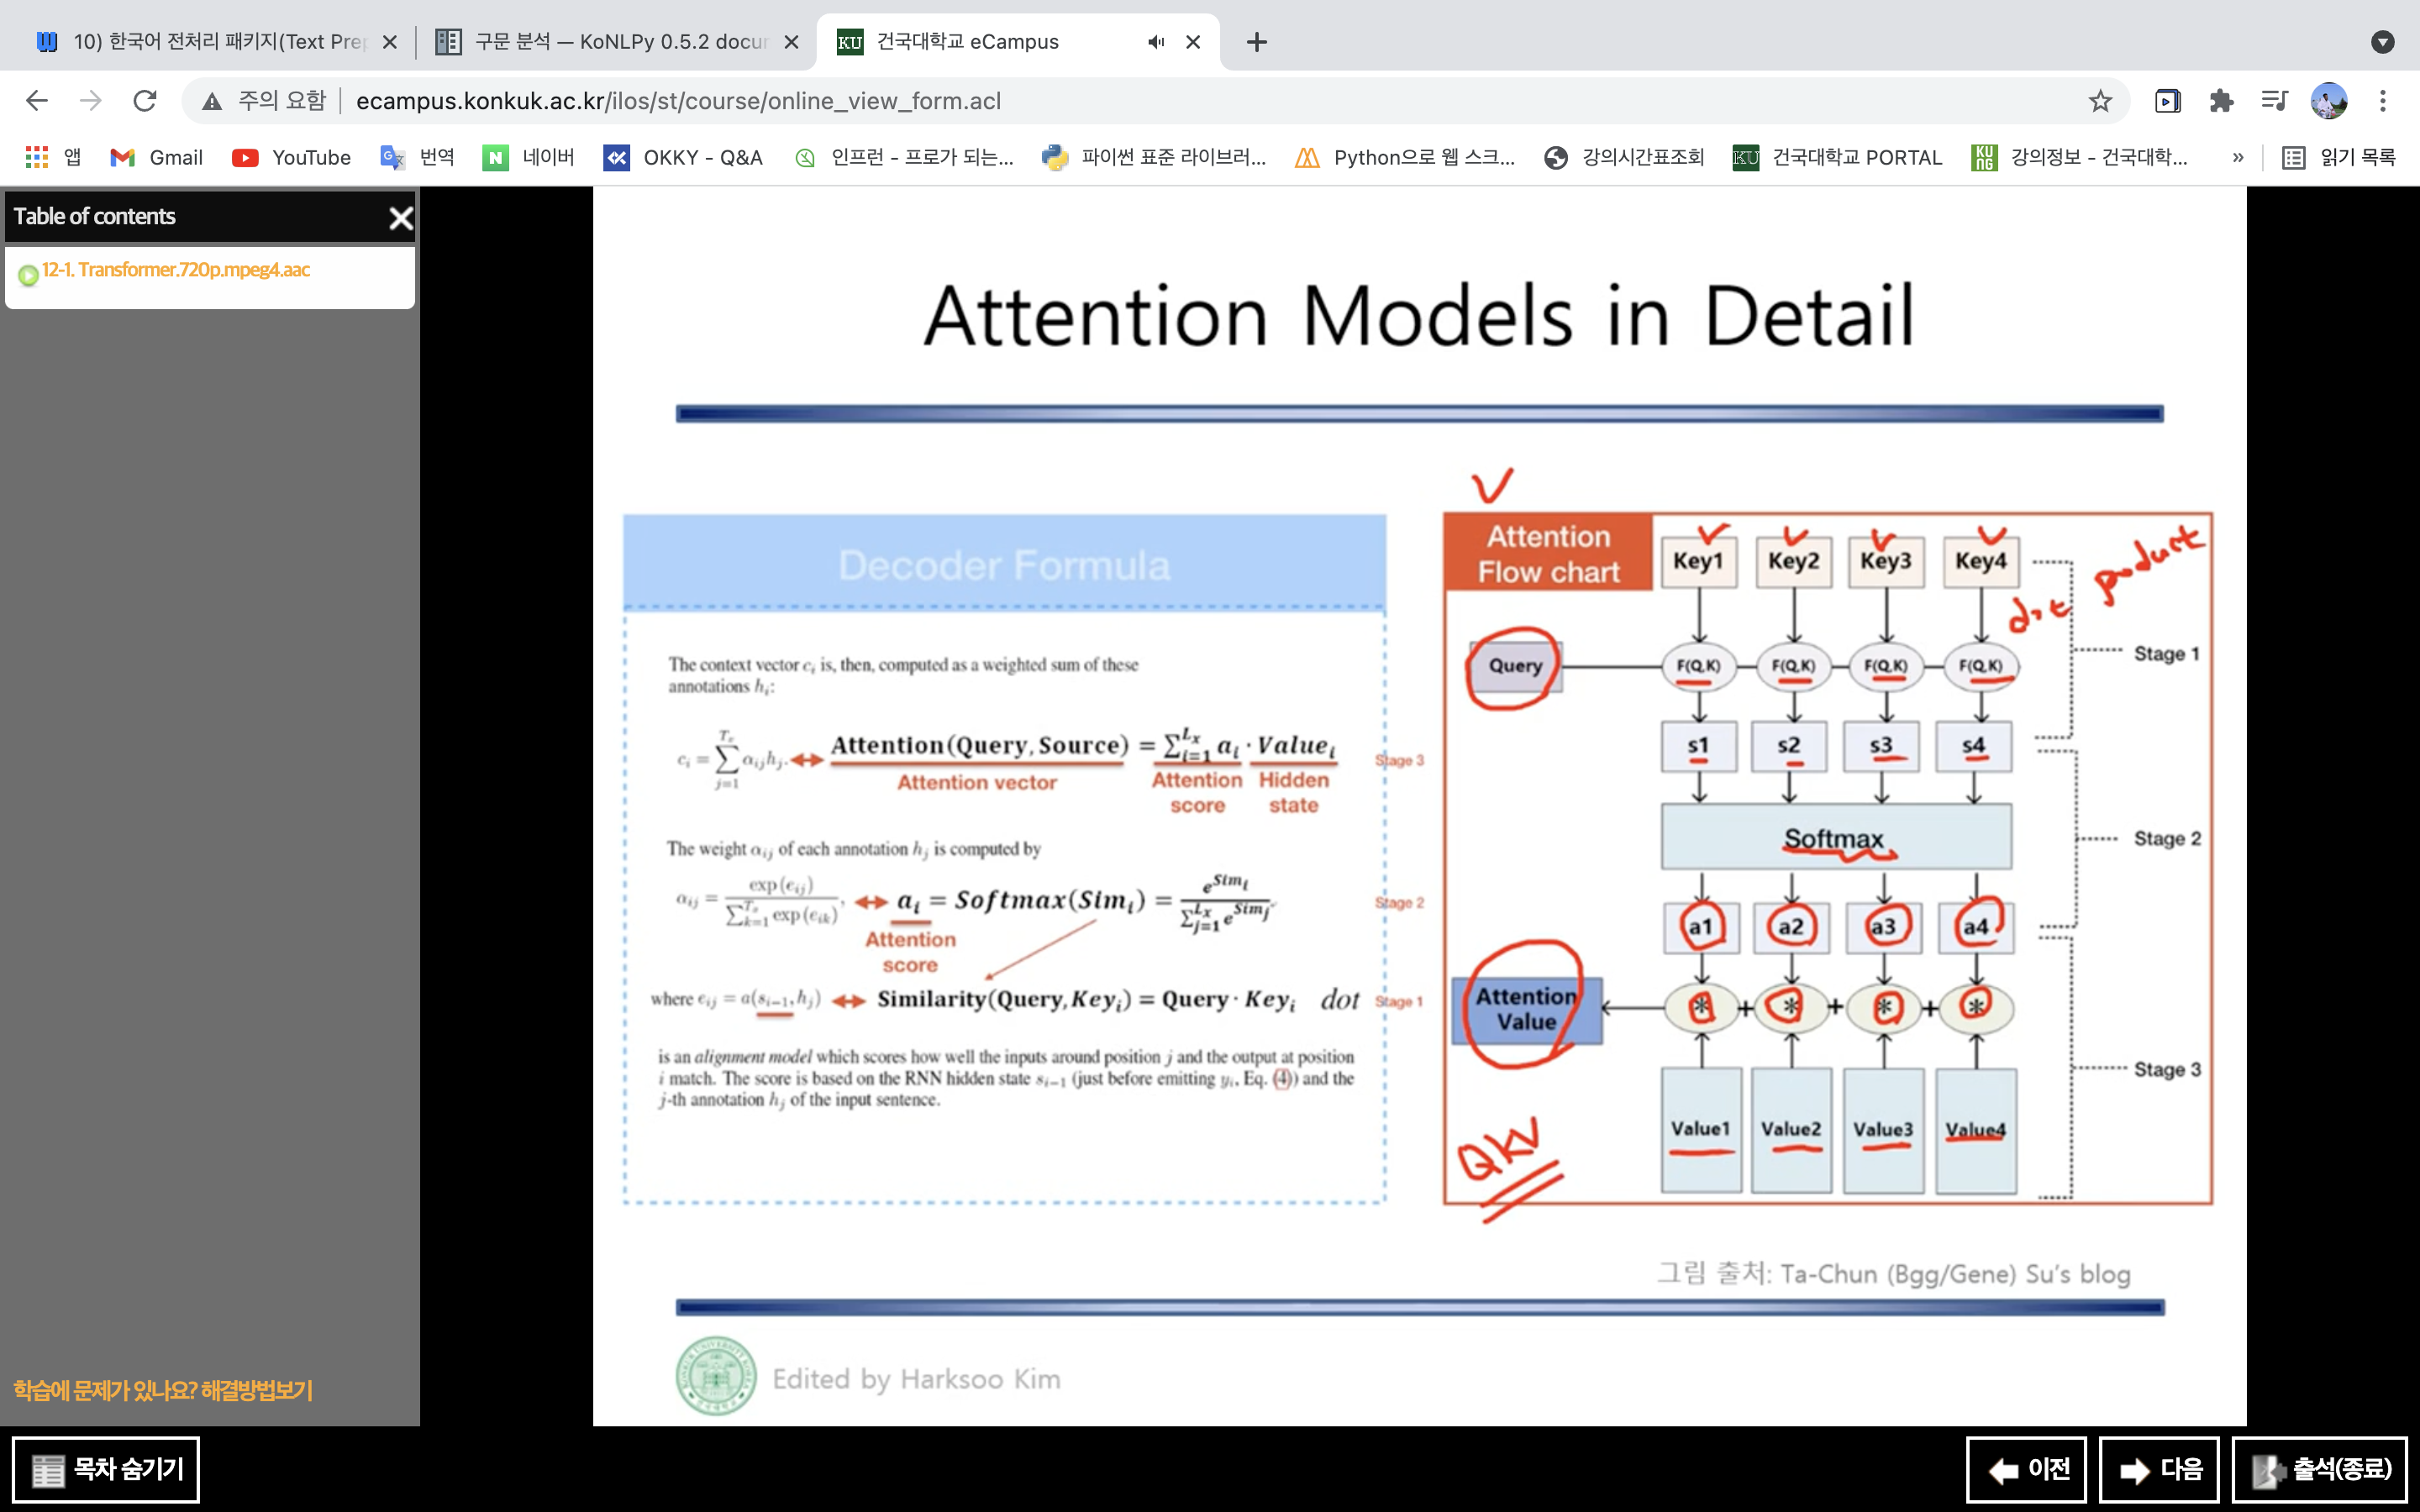 10) 한국어 전처리 패키지(Text Prep
구문 분석 — KoNLPy 0.5.2 docum
KU 건국대학교 eCampus
주의 요함
ecampus.konkuk.ac.kr/ilos/st/course/online_view_form.acl
앱 Gmail YouTube 번역 네이버 OKKY - Q&A 인프런 - 프로가 되는... 파이썬 표준 라이브러... Python으로 웹 스크... 강의시간표조회 건국대학교 PORTAL 강의정보 - 건국대학... » 읽기 목록
Table of contents
12-1. Transformer.720p.mpeg4.aac
학습에 문제가 있나요? 해결방법보기
Attention Models in Detail
Decoder Formula
The context vector c_i is, then, computed as a weighted sum of these
annotations h_i:
c_i = ∑_{j=1}^{T_x} α_{ij}h_j. Attention(Query, Source) = ∑_{i=1}^{L_x} a_i · Value_i Stage 3
Attention vector
Attention score
Hidden state
The weight α_{ij} of each annotation h_j is computed by
α_{ij} = exp(e_{ij}) / ∑_{k=1}^{T_x} exp(e_{ik}), a_i = Softmax(Sim_i) = e^{Sim_i} / ∑_{j=1}^{L_x} e^{Sim_j} Stage 2
Attention score
where e_{ij} = a(s_{i−1}, h_j) Similarity(Query, Key_i) = Query · Key_i dot Stage 1
is an alignment model which scores how well the inputs around position j and the output at position
i match. The score is based on the RNN hidden state s_{i−1} (just before emitting y_i, Eq. (4)) and the
j-th annotation h_j of the input sentence.
Attention
Flow chart
Key1 Key2 Key3 Key4
dot product
Query F(Q,K) F(Q,K) F(Q,K) F(Q,K)
Stage 1
s1 s2 s3 s4
Softmax
Stage 2
a1 a2 a3 a4
Attention
Value
* + * + * + *
Stage 3
Value1 Value2 Value3 Value4
QKV
그림 출처: Ta-Chun (Bgg/Gene) Su's blog
Edited by Harksoo Kim
목차 숨기기
이전
다음
출석(종료)